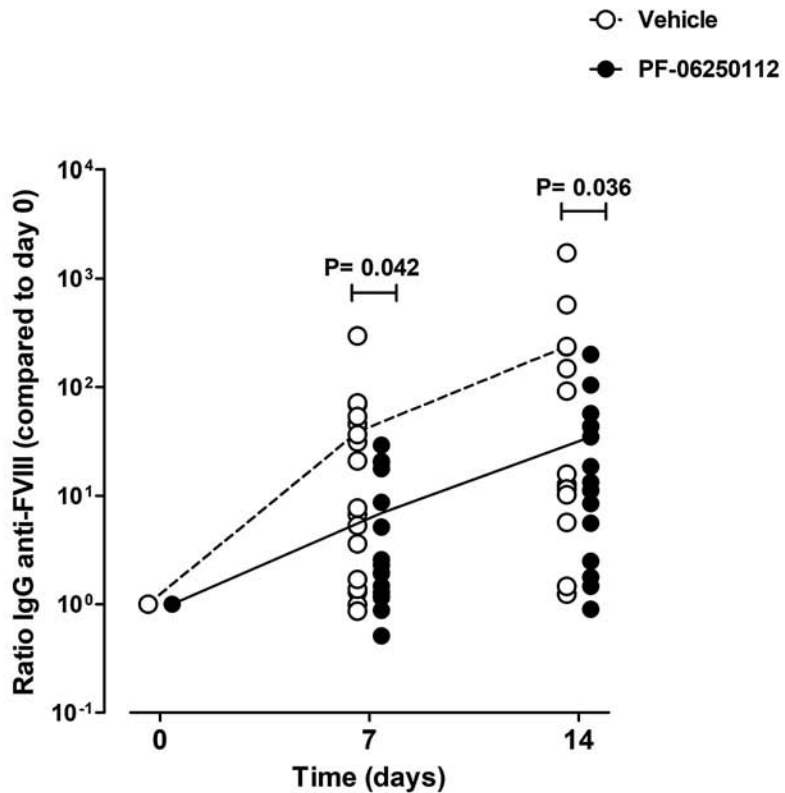 Vehicle
PF-06250112
Ratio IgG anti-FVIII (compared to day 0)
10⁴
10³
10²
10¹
10⁰
10⁻¹
P= 0.042
P= 0.036
0
7
14
Time (days)